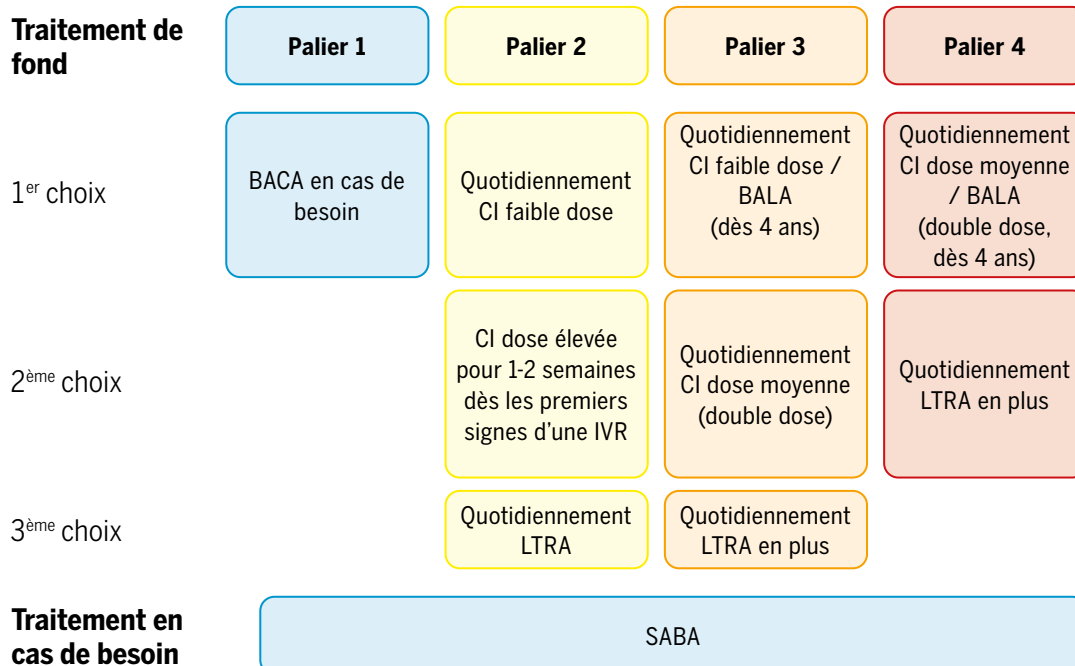 Traitement de
fond
Palier 1
Palier 2
Palier 3
Palier 4
1er choix
BACA en cas de
besoin
Quotidiennement
CI faible dose
Quotidiennement
CI faible dose /
BALA
(dès 4 ans)
Quotidiennement
CI dose moyenne
/ BALA
(double dose,
dès 4 ans)
2ème choix
CI dose élevée
pour 1-2 semaines
dès les premiers
signes d'une IVR
Quotidiennement
CI dose moyenne
(double dose)
Quotidiennement
LTRA en plus
3ème choix
Quotidiennement
LTRA
Quotidiennement
LTRA en plus
Traitement en
cas de besoin
SABA